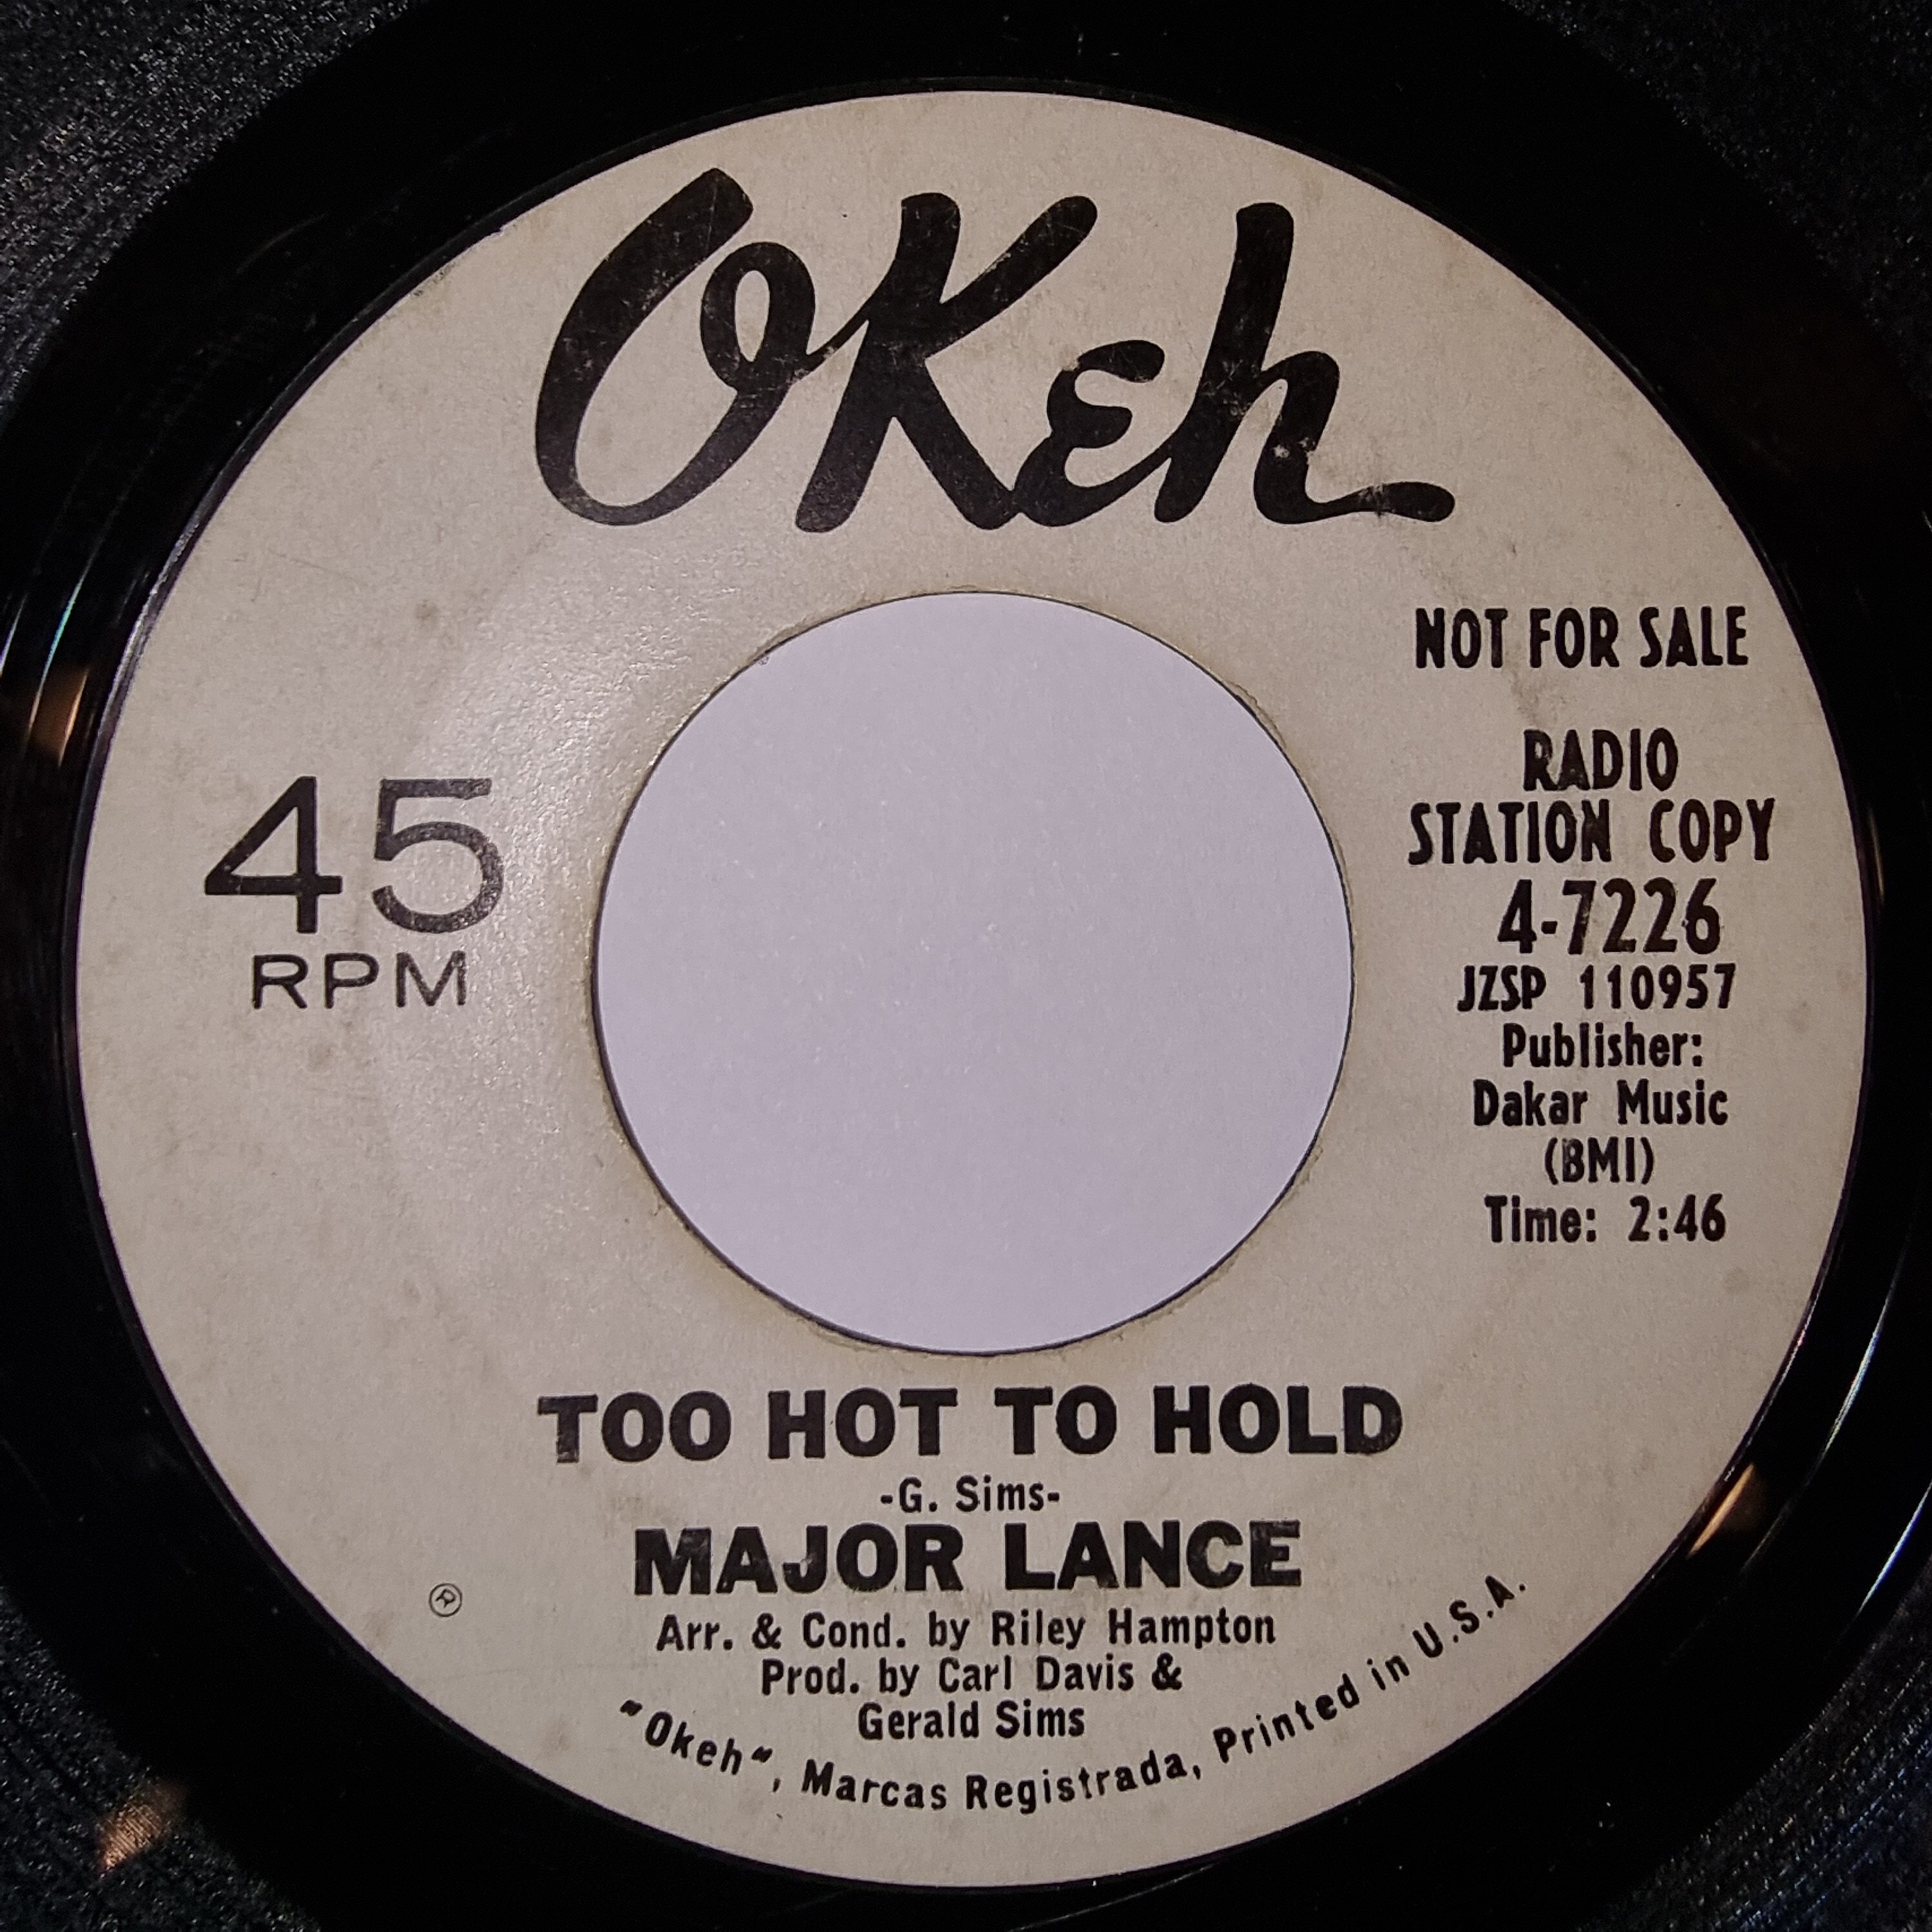 OKeh
NOT FOR SALE
RADIO
STATION COPY
4-7226
JZSP 110957
Publisher:
Dakar Music
(BMI)
Time: 2:46
45
RPM
TOO HOT TO HOLD
-G. Sims-
MAJOR LANCE
Arr. & Cond. by Riley Hampton
Prod. by Carl Davis &
Gerald Sims
®
"Okeh", Marcas Registrada, Printed in U.S.A.